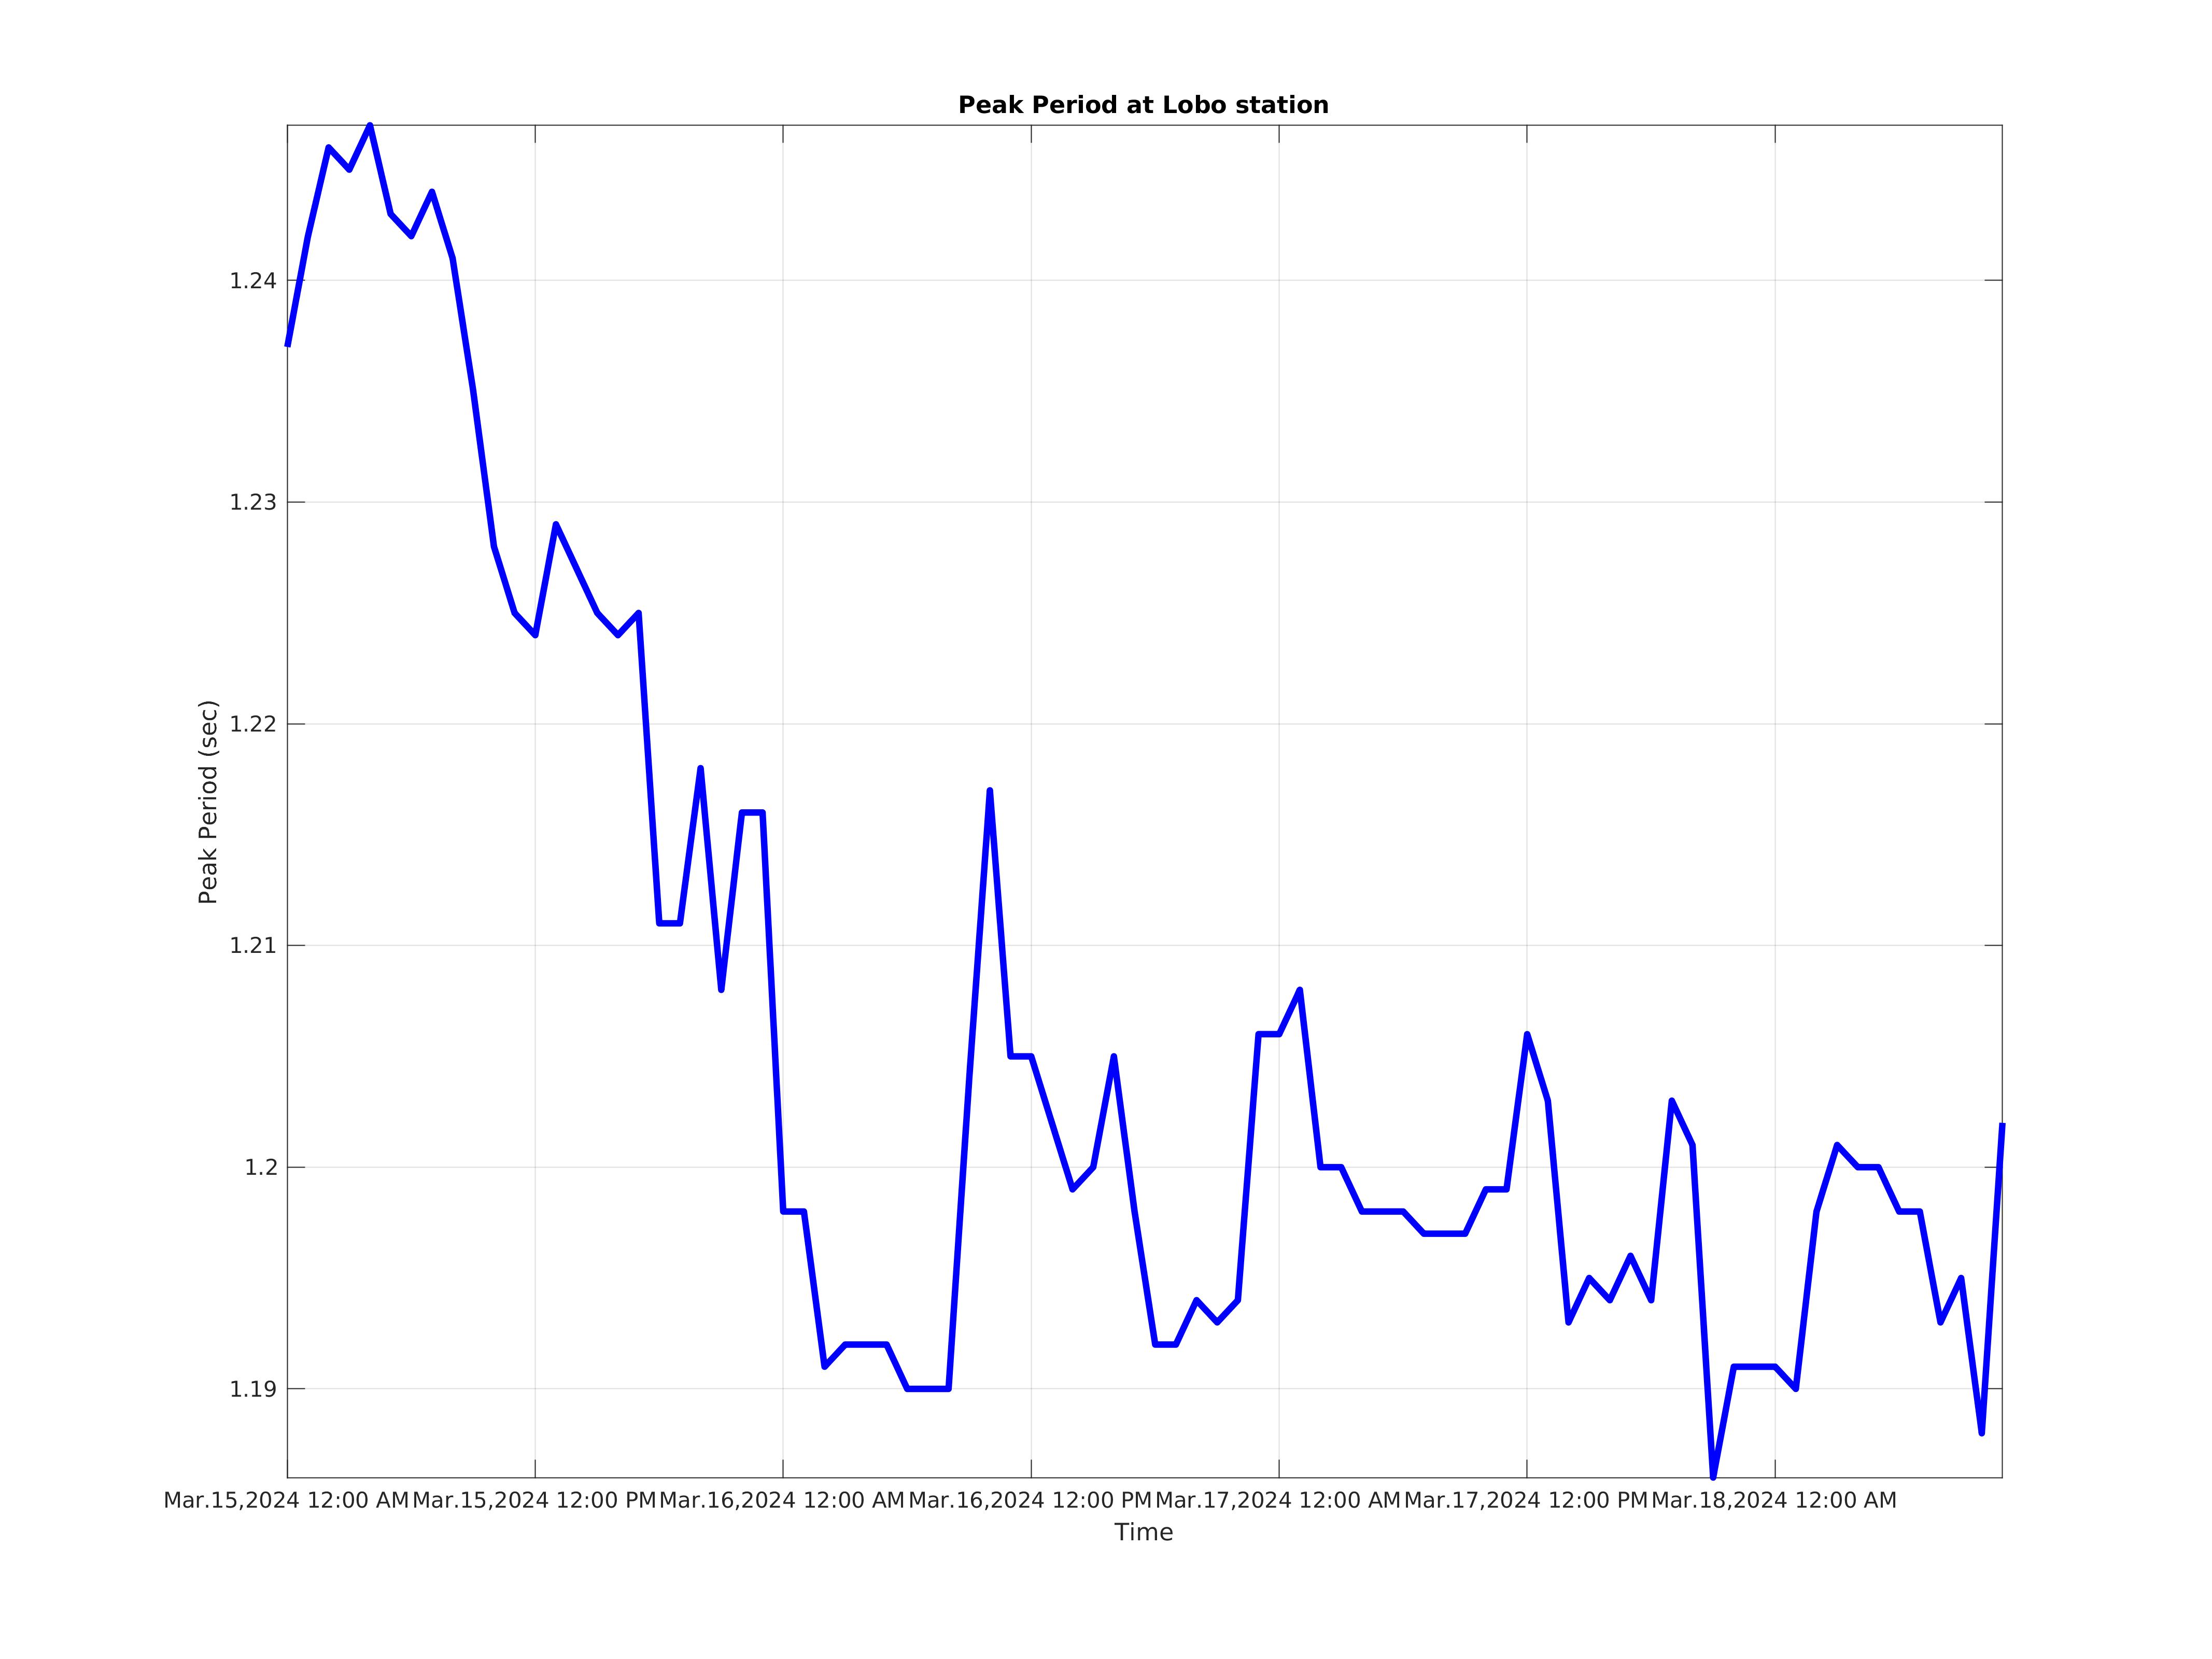 Peak Period at Lobo station
Peak Period (sec)
1.24
1.23
1.22
1.21
1.2
1.19
Mar.15,2024 12:00 AM Mar.15,2024 12:00 PM Mar.16,2024 12:00 AM Mar.16,2024 12:00 PM Mar.17,2024 12:00 AM Mar.17,2024 12:00 PM Mar.18,2024 12:00 AM
Time